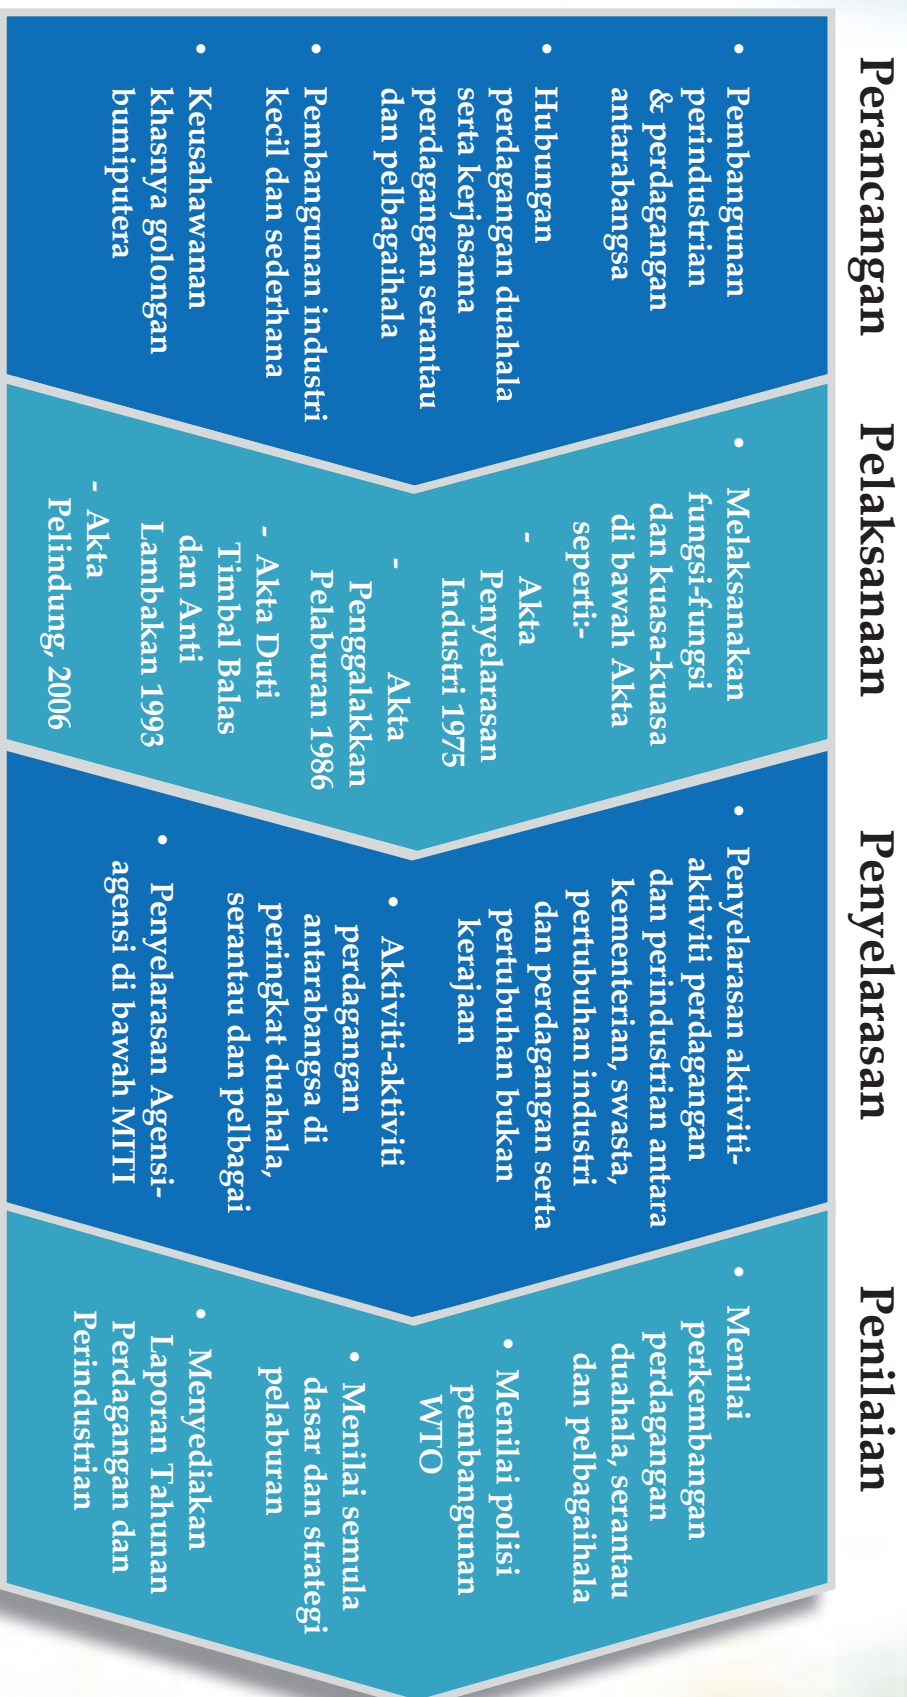 Perancangan
• Pembangunan
perindustrian
& perdagangan
antarabangsa
• Hubungan
perdagangan duahala
serta kerjasama
perdagangan serantau
dan pelbagaihala
• Pembangunan industri
kecil dan sederhana
• Keusahawanan
khasnya golongan
bumiputera
Pelaksanaan
• Melaksanakan
fungsi-fungsi
dan kuasa-kuasa
di bawah Akta
seperti:-
- Akta
Penyelarasan
Industri 1975
- Akta
Penggalakkan
Pelaburan 1986
- Akta Duti
Timbal Balas
dan Anti
Lambakan 1993
- Akta
Pelindung, 2006
Penyelarasan
• Penyelarasan aktiviti-
aktiviti perdagangan
dan perindustrian antara
kementerian, swasta,
pertubuhan industri
dan perdagangan serta
pertubuhan bukan
kerajaan
• Aktiviti-aktiviti
perdagangan
antarabangsa di
peringkat duahala,
serantau dan pelbagai
• Penyelarasan Agensi-
agensi di bawah MITI
Penilaian
• Menilai
perkembangan
perdagangan
duahala, serantau
dan pelbagaihala
• Menilai polisi
pembangunan
WTO
• Menilai semula
dasar dan strategi
pelaburan
• Menyediakan
Laporan Tahunan
Perdagangan dan
Perindustrian